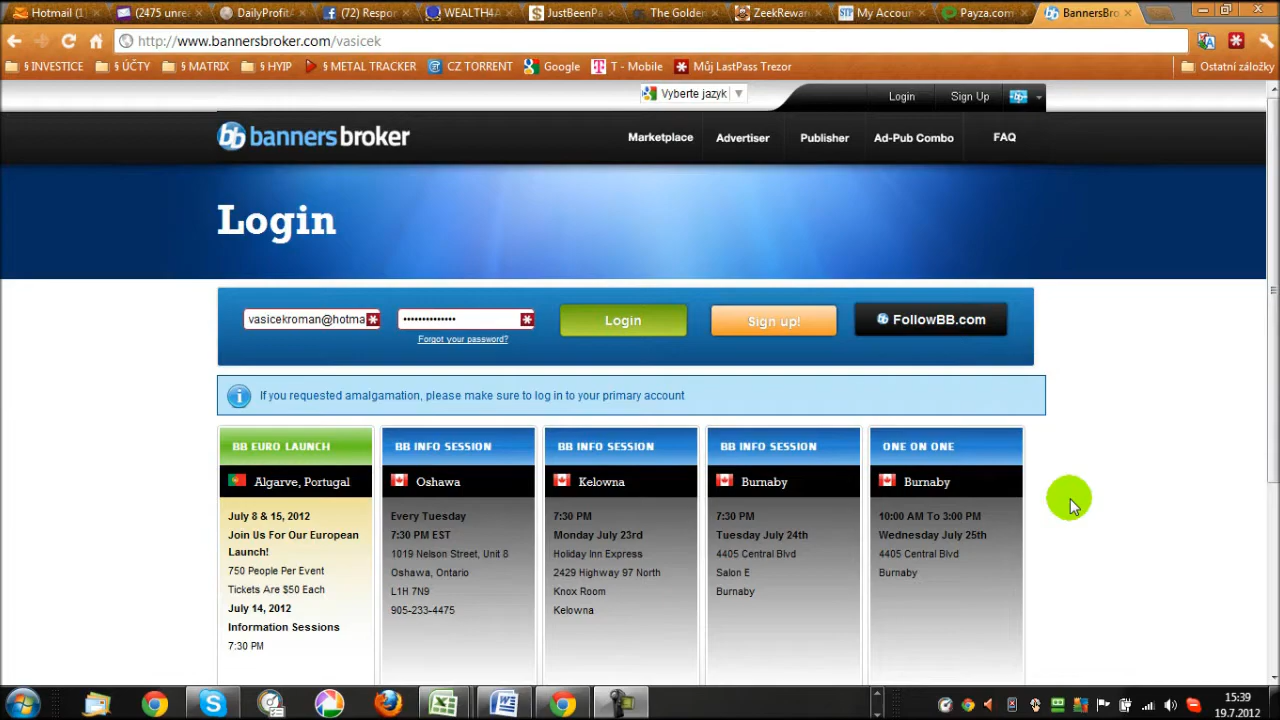 Hotmail (1
(2475 unre
DailyProfit
(72) Respor
WEALTH4
JustBeenP
The Golden
ZeekRewar
My Accou
Payza.com
BannersBro
http://www.bannersbroker.com/vasicek
§ INVESTICE
§ ÚČTY
§ MATRIX
§ HYIP
§ METAL TRACKER
CZ TORRENT
Google
T - Mobile
Můj LastPass Trezor
Ostatní záložky
Vyberte jazyk
Login
Sign Up
bb bannersbroker
Marketplace
Advertiser
Publisher
Ad-Pub Combo
FAQ
Login
vasicekroman@hotma
••••••••••••••
Login
Sign up!
FollowBB.com
Forgot your password?
If you requested amalgamation, please make sure to log in to your primary account
BB EURO LAUNCH
Algarve, Portugal
July 8 & 15, 2012
Join Us For Our European
Launch!
750 People Per Event
Tickets Are $50 Each
July 14, 2012
Information Sessions
7:30 PM
BB INFO SESSION
Oshawa
Every Tuesday
7:30 PM EST
1019 Nelson Street, Unit 8
Oshawa, Ontario
L1H 7N9
905-233-4475
BB INFO SESSION
Kelowna
7:30 PM
Monday July 23rd
Holiday Inn Express
2429 Highway 97 North
Knox Room
Kelowna
BB INFO SESSION
Burnaby
7:30 PM
Tuesday July 24th
4405 Central Blvd
Salon E
Burnaby
ONE ON ONE
Burnaby
10:00 AM To 3:00 PM
Wednesday July 25th
4405 Central Blvd
Burnaby
15:39
19.7.2012